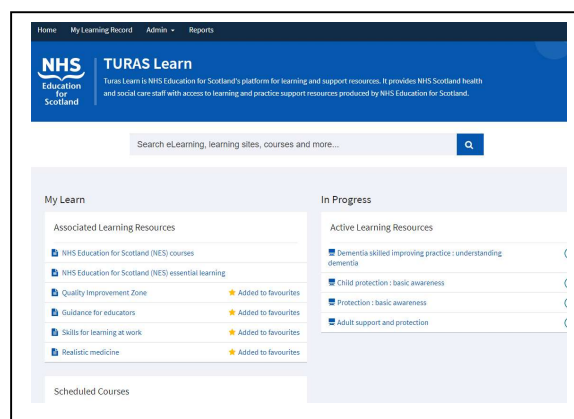 Home My Learning Record Admin Reports
NHS
Education
for
Scotland
TURAS Learn
Turas Learn is NHS Education for Scotland's platform for learning and support resources. It provides NHS Scotland health
and social care staff with access to learning and practice support resources produced by NHS Education for Scotland.
Search eLearning, learning sites, courses and more...
My Learn
Associated Learning Resources
NHS Education for Scotland (NES) courses
NHS Education for Scotland (NES) essential learning
Quality Improvement Zone Added to favourites
Guidance for educators Added to favourites
Skills for learning at work Added to favourites
Realistic medicine Added to favourites
Scheduled Courses
In Progress
Active Learning Resources
Dementia skilled improving practice : understanding
dementia
Child protection : basic awareness
Protection : basic awareness
Adult support and protection